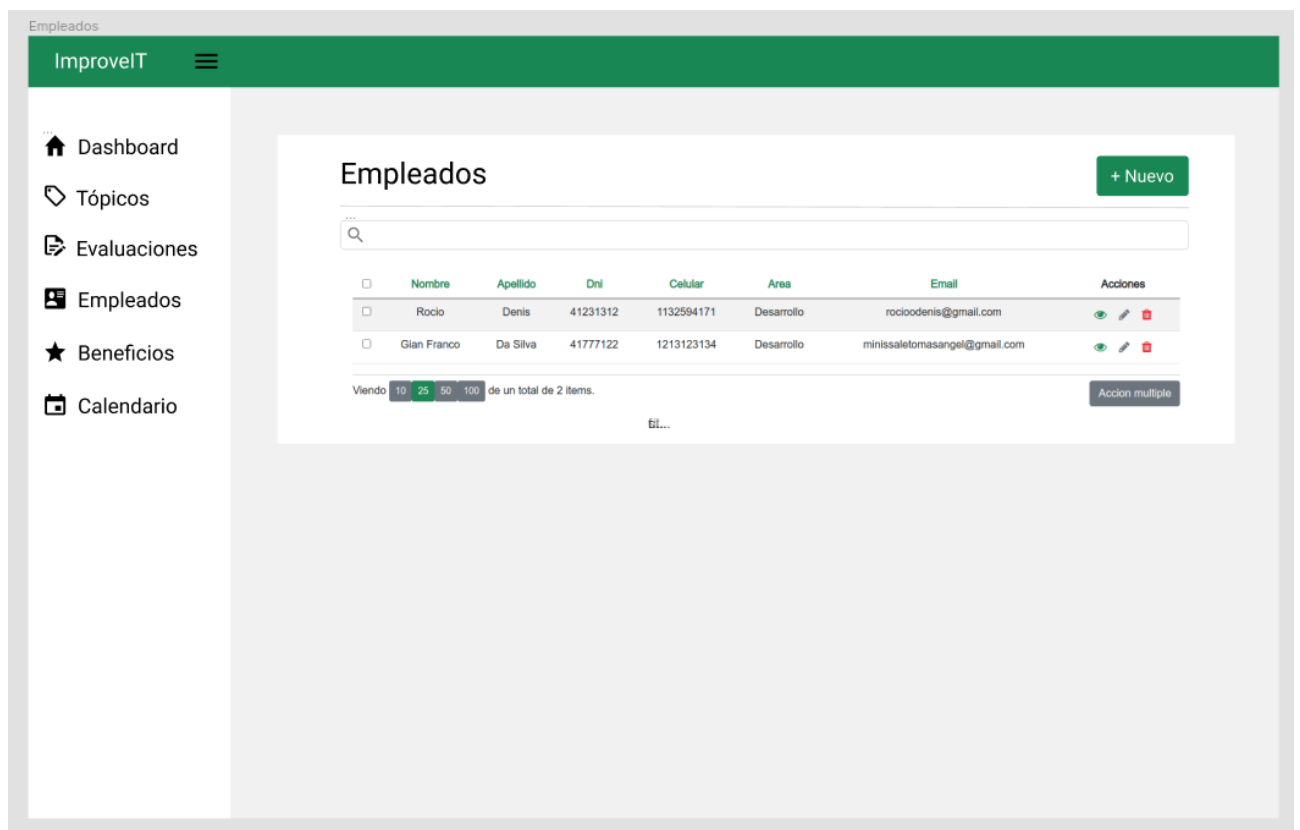 Empleados
ImproveIT
Dashboard
Tópicos
Evaluaciones
Empleados
Beneficios
Calendario
Empleados
+ Nuevo
...
...
Nombre Apellido Dni Celular Area Email Acciones
Rocio Denis 41231312 1132594171 Desarrollo rocioodenis@gmail.com
Gian Franco Da Silva 41777122 1213123134 Desarrollo minissaletomasangel@gmail.com
Viendo 10 25 50 100 de un total de 2 items.
Accion multiple